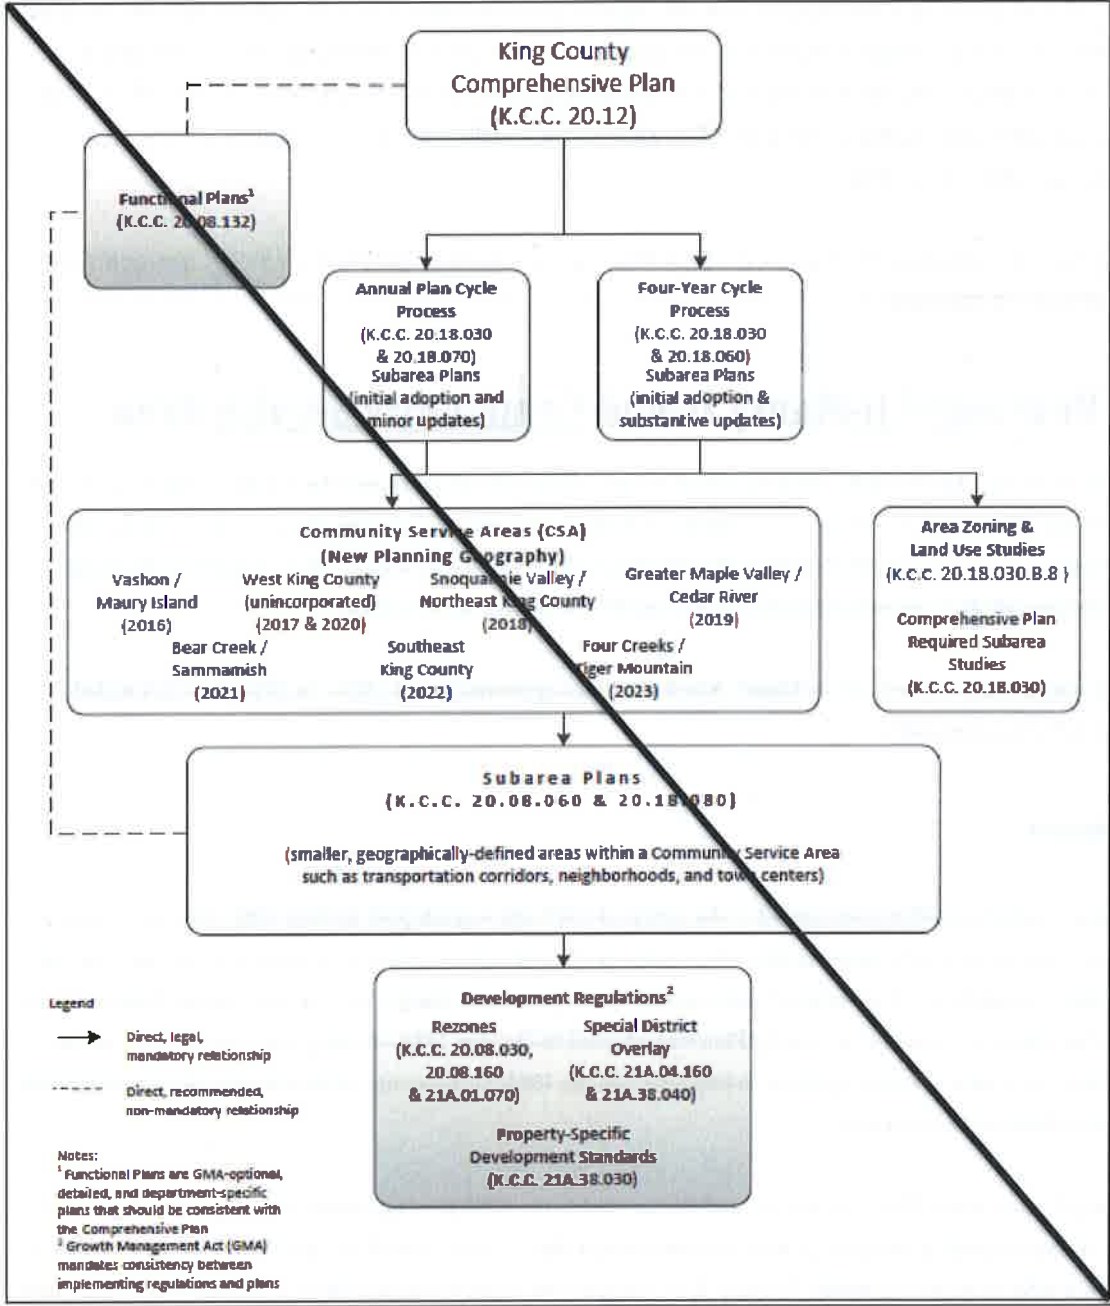 King County
Comprehensive Plan
(K.C.C. 20.12)
Functional Plans¹
(K.C.C. 20.08.132)
Annual Plan Cycle
Process
(K.C.C. 20.18.030
& 20.18.070)
Subarea Plans
(initial adoption and
minor updates)
Four-Year Cycle
Process
(K.C.C. 20.18.030
& 20.18.060)
Subarea Plans
(initial adoption &
substantive updates)
Community Service Areas (CSA)
(New Planning Geography)
Vashon /
Maury Island
(2016)
West King County
(unincorporated)
(2017 & 2020)
Snoqualmie Valley /
Northeast King County
(2018)
Greater Maple Valley /
Cedar River
(2019)
Bear Creek /
Sammamish
(2021)
Southeast
King County
(2022)
Four Creeks /
Tiger Mountain
(2023)
Area Zoning &
Land Use Studies
(K.C.C. 20.18.030.B.8 )
Comprehensive Plan
Required Subarea
Studies
(K.C.C. 20.18.030)
Subarea Plans
(K.C.C. 20.08.060 & 20.18.080)
(smaller, geographically-defined areas within a Community Service Area
such as transportation corridors, neighborhoods, and town centers)
Development Regulations²
Rezones
(K.C.C. 20.08.030,
20.08.160
& 21A.01.070)
Special District
Overlay
(K.C.C. 21A.04.160
& 21A.38.040)
Property-Specific
Development Standards
(K.C.C. 21A.38.030)
Legend
Direct, legal,
mandatory relationship
Direct, recommended,
non-mandatory relationship
Notes:
¹ Functional Plans are GMA-optional,
detailed, and department-specific
plans that should be consistent with
the Comprehensive Plan
² Growth Management Act (GMA)
mandates consistency between
implementing regulations and plans